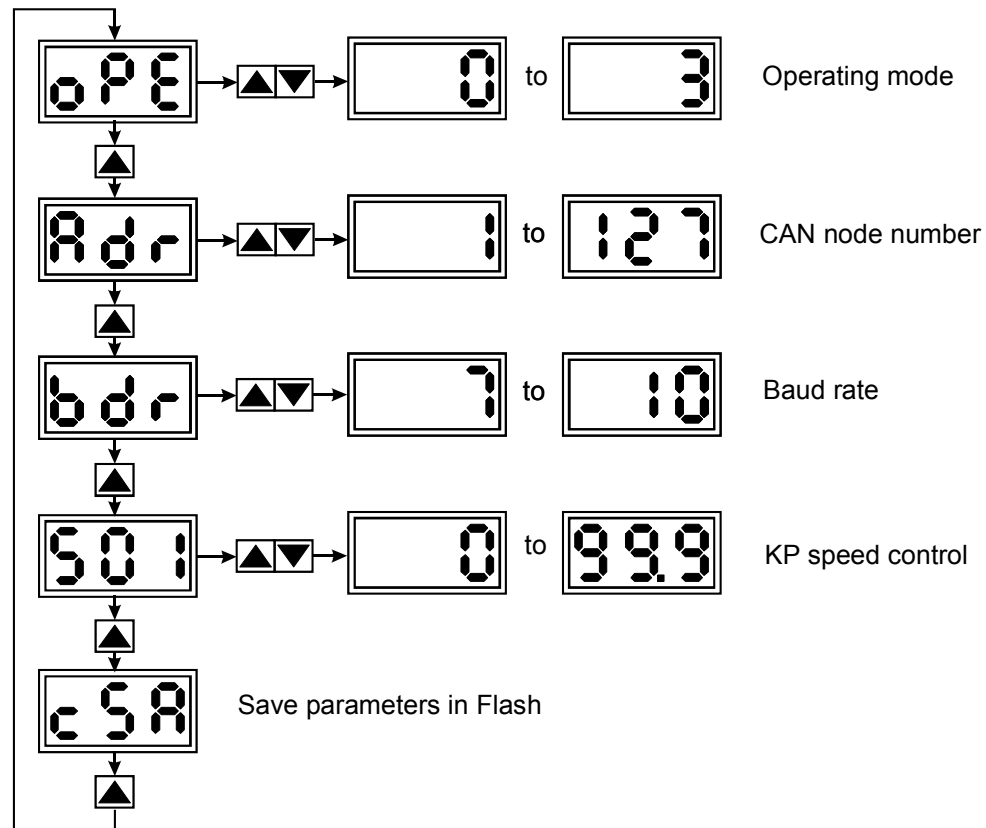 oPE 0 to 3 Operating mode
Adr 1 to 127 CAN node number
bdr 7 to 10 Baud rate
S01 0 to 99.9 KP speed control
cSA Save parameters in Flash